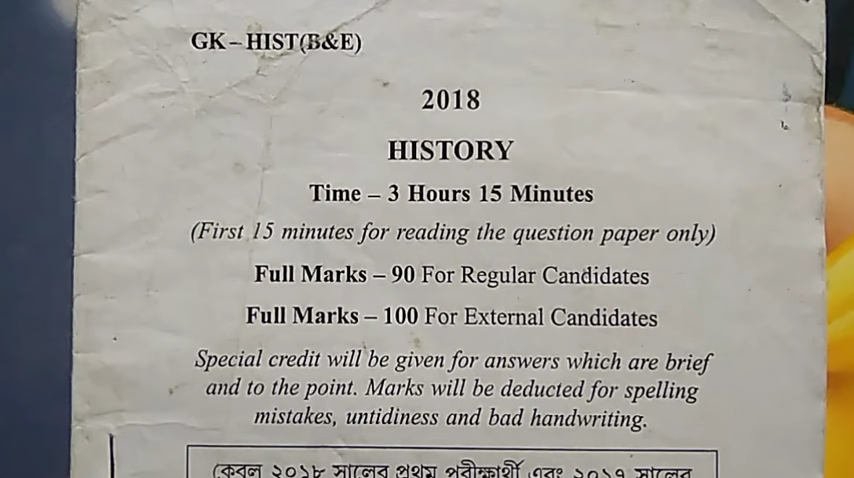 GK – HIST(B&E)
2018
HISTORY
Time – 3 Hours 15 Minutes
(First 15 minutes for reading the question paper only)
Full Marks – 90 For Regular Candidates
Full Marks – 100 For External Candidates
Special credit will be given for answers which are brief
and to the point. Marks will be deducted for spelling
mistakes, untidiness and bad handwriting.
(কেবল ২০১৮ সালের প্রথম পরীক্ষার্থী এবং ২০১৭ সালের